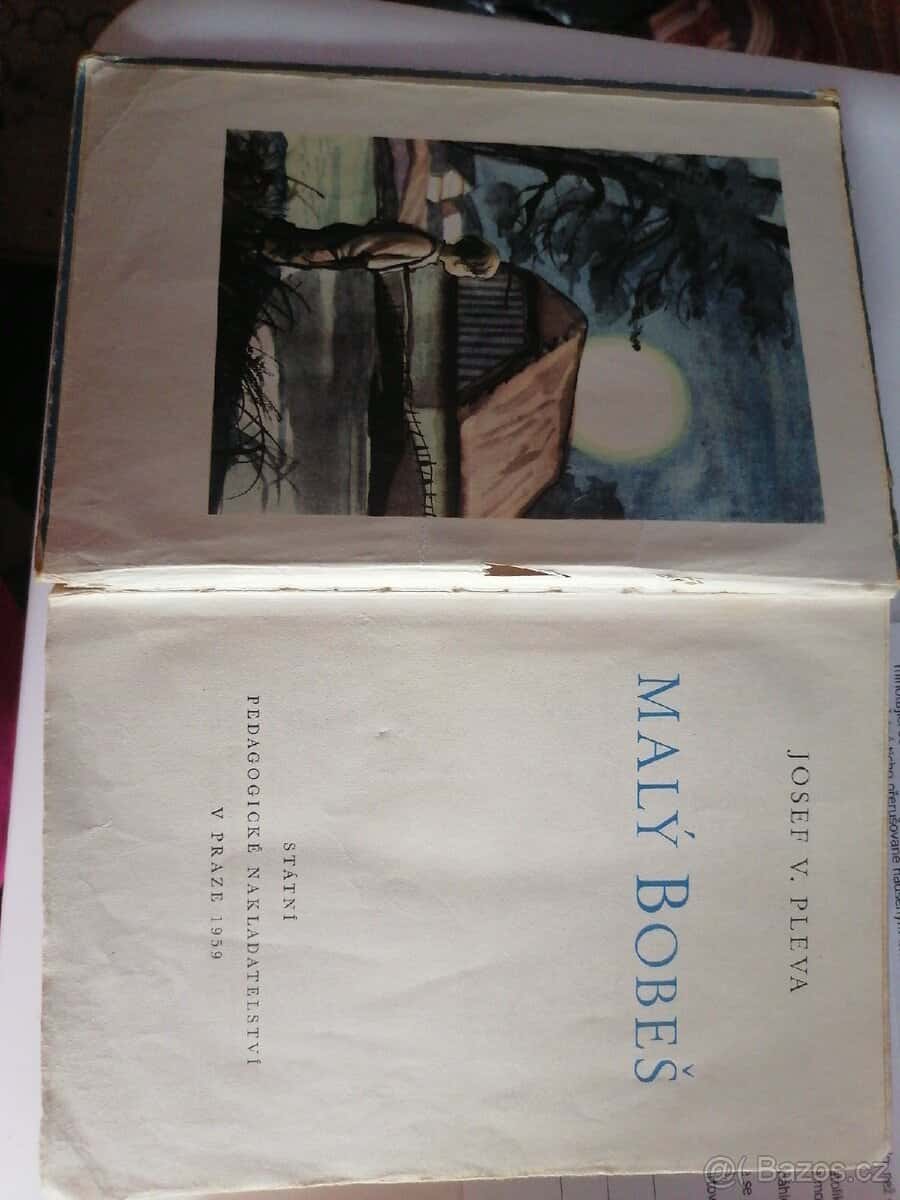 JOSEF V. PLEVA
MALÝ BOBEŠ
STÁTNÍ
PEDAGOGICKÉ NAKLADATELSTVÍ
V PRAZE 1959
@ Bazos.cz